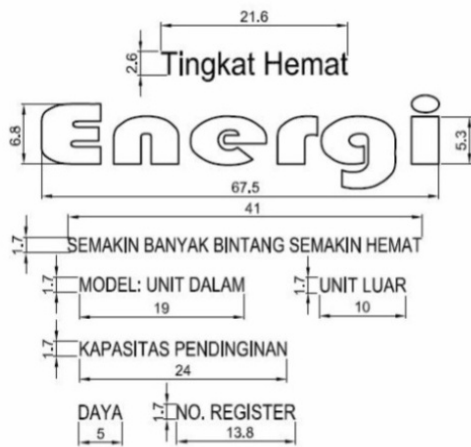 21.6
2.6 Tingkat Hemat
6.8 Energi 5.3
67.5
41
1.7 SEMAKIN BANYAK BINTANG SEMAKIN HEMAT
1.7 MODEL: UNIT DALAM 1.7 UNIT LUAR
19 10
1.7 KAPASITAS PENDINGINAN
24
DAYA 1.7 NO. REGISTER
5 13.8